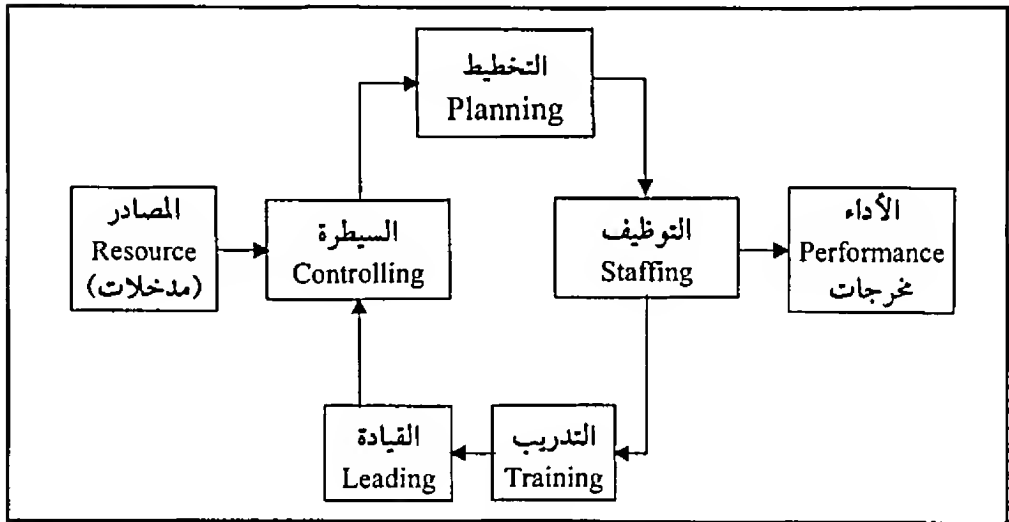 التخطيط
Planning
المصادر
Resource
(مدخلات)
السيطرة
Controlling
التوظيف
Staffing
الأداء
Performance
مخرجات
القيادة
Leading
التدريب
Training